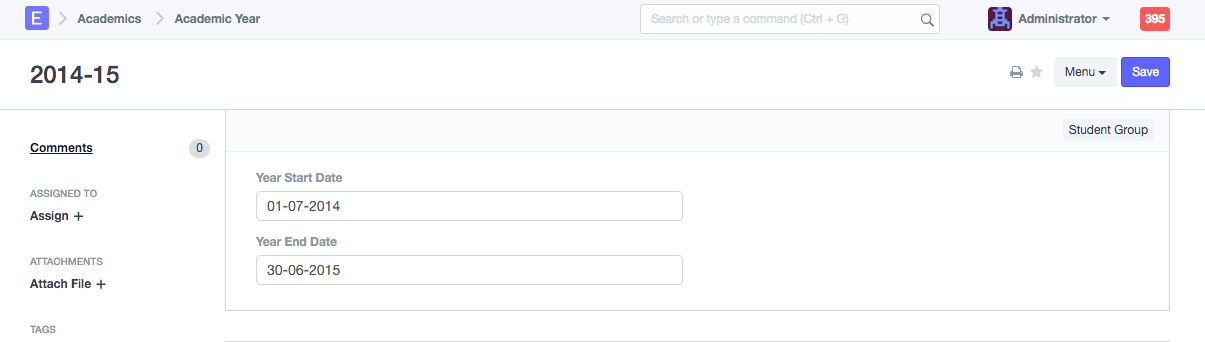 E Academics Academic Year Search or type a command (Ctrl + G) Administrator 395
2014-15 Menu Save
Student Group
Comments 0
Year Start Date
ASSIGNED TO
01-07-2014
Assign +
Year End Date
ATTACHMENTS
30-06-2015
Attach File +
TAGS